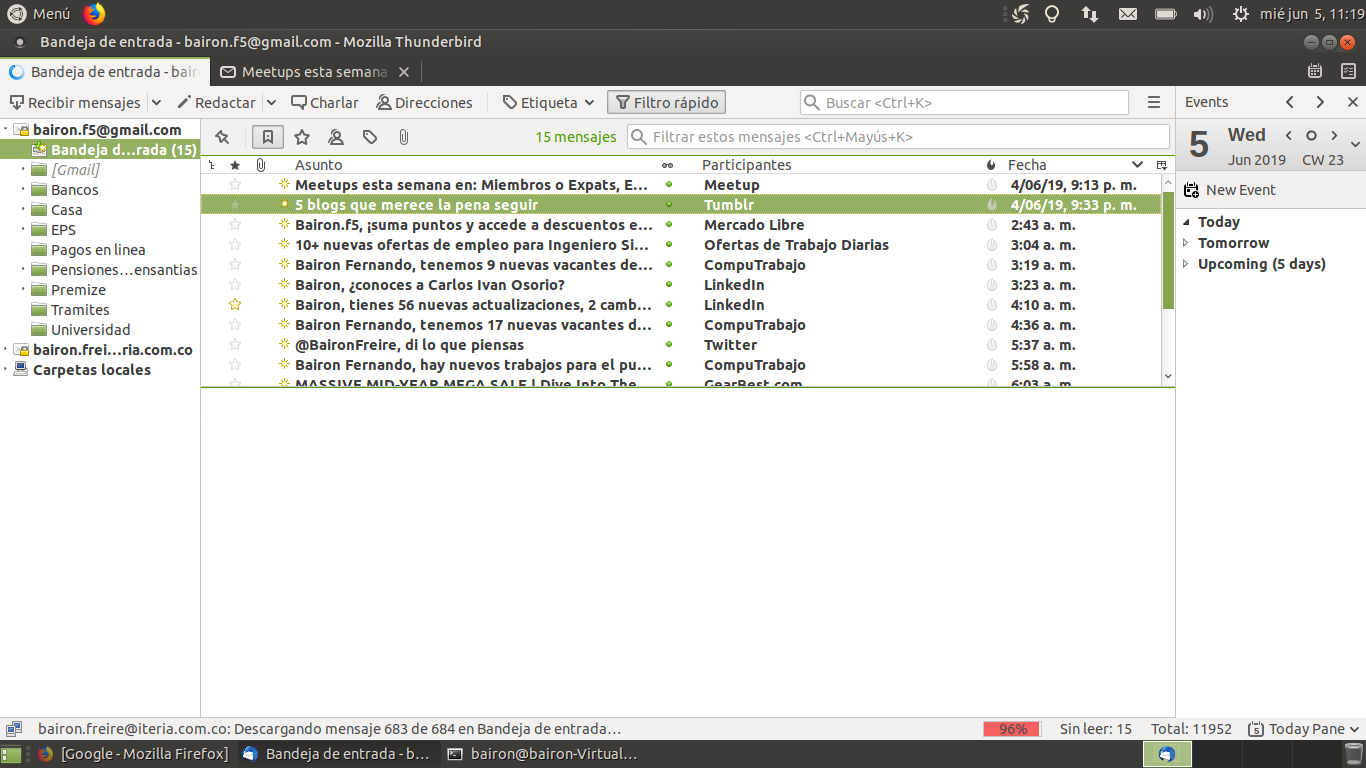 Menú mié jun 5, 11:19
Bandeja de entrada - bairon.f5@gmail.com - Mozilla Thunderbird
Bandeja de entrada - bair Meetups esta semana
Recibir mensajes Redactar Charlar Direcciones Etiqueta Filtro rápido Buscar <Ctrl+K> Events
bairon.f5@gmail.com
Bandeja d...rada (15)
[Gmail]
Bancos
Casa
EPS
Pagos en linea
Pensiones...ensantias
Premize
Tramites
Universidad
bairon.frei...ria.com.co
Carpetas locales
15 mensajes Filtrar estos mensajes <Ctrl+Mayús+K>
Asunto Participantes Fecha
Meetups esta semana en: Miembros o Expats, E... Meetup 4/06/19, 9:13 p. m.
5 blogs que merece la pena seguir Tumblr 4/06/19, 9:33 p. m.
Bairon.f5, ¡suma puntos y accede a descuentos e... Mercado Libre 2:43 a. m.
10+ nuevas ofertas de empleo para Ingeniero Si... Ofertas de Trabajo Diarias 3:04 a. m.
Bairon Fernando, tenemos 9 nuevas vacantes de... CompuTrabajo 3:19 a. m.
Bairon, ¿conoces a Carlos Ivan Osorio? LinkedIn 3:23 a. m.
Bairon, tienes 56 nuevas actualizaciones, 2 camb... LinkedIn 4:10 a. m.
Bairon Fernando, tenemos 17 nuevas vacantes d... CompuTrabajo 4:36 a. m.
@BaironFreire, di lo que piensas Twitter 5:37 a. m.
Bairon Fernando, hay nuevos trabajos para el pu... CompuTrabajo 5:58 a. m.
MASSIVE MID-YEAR MEGA SALE | Dive Into The... GearBest.com 6:03 a. m.
5 Wed
Jun 2019 CW 23
New Event
Today
Tomorrow
Upcoming (5 days)
bairon.freire@iteria.com.co: Descargando mensaje 683 de 684 en Bandeja de entrada... 96% Sin leer: 15 Total: 11952 5 Today Pane
[Google - Mozilla Firefox] Bandeja de entrada - b... bairon@bairon-Virtual...